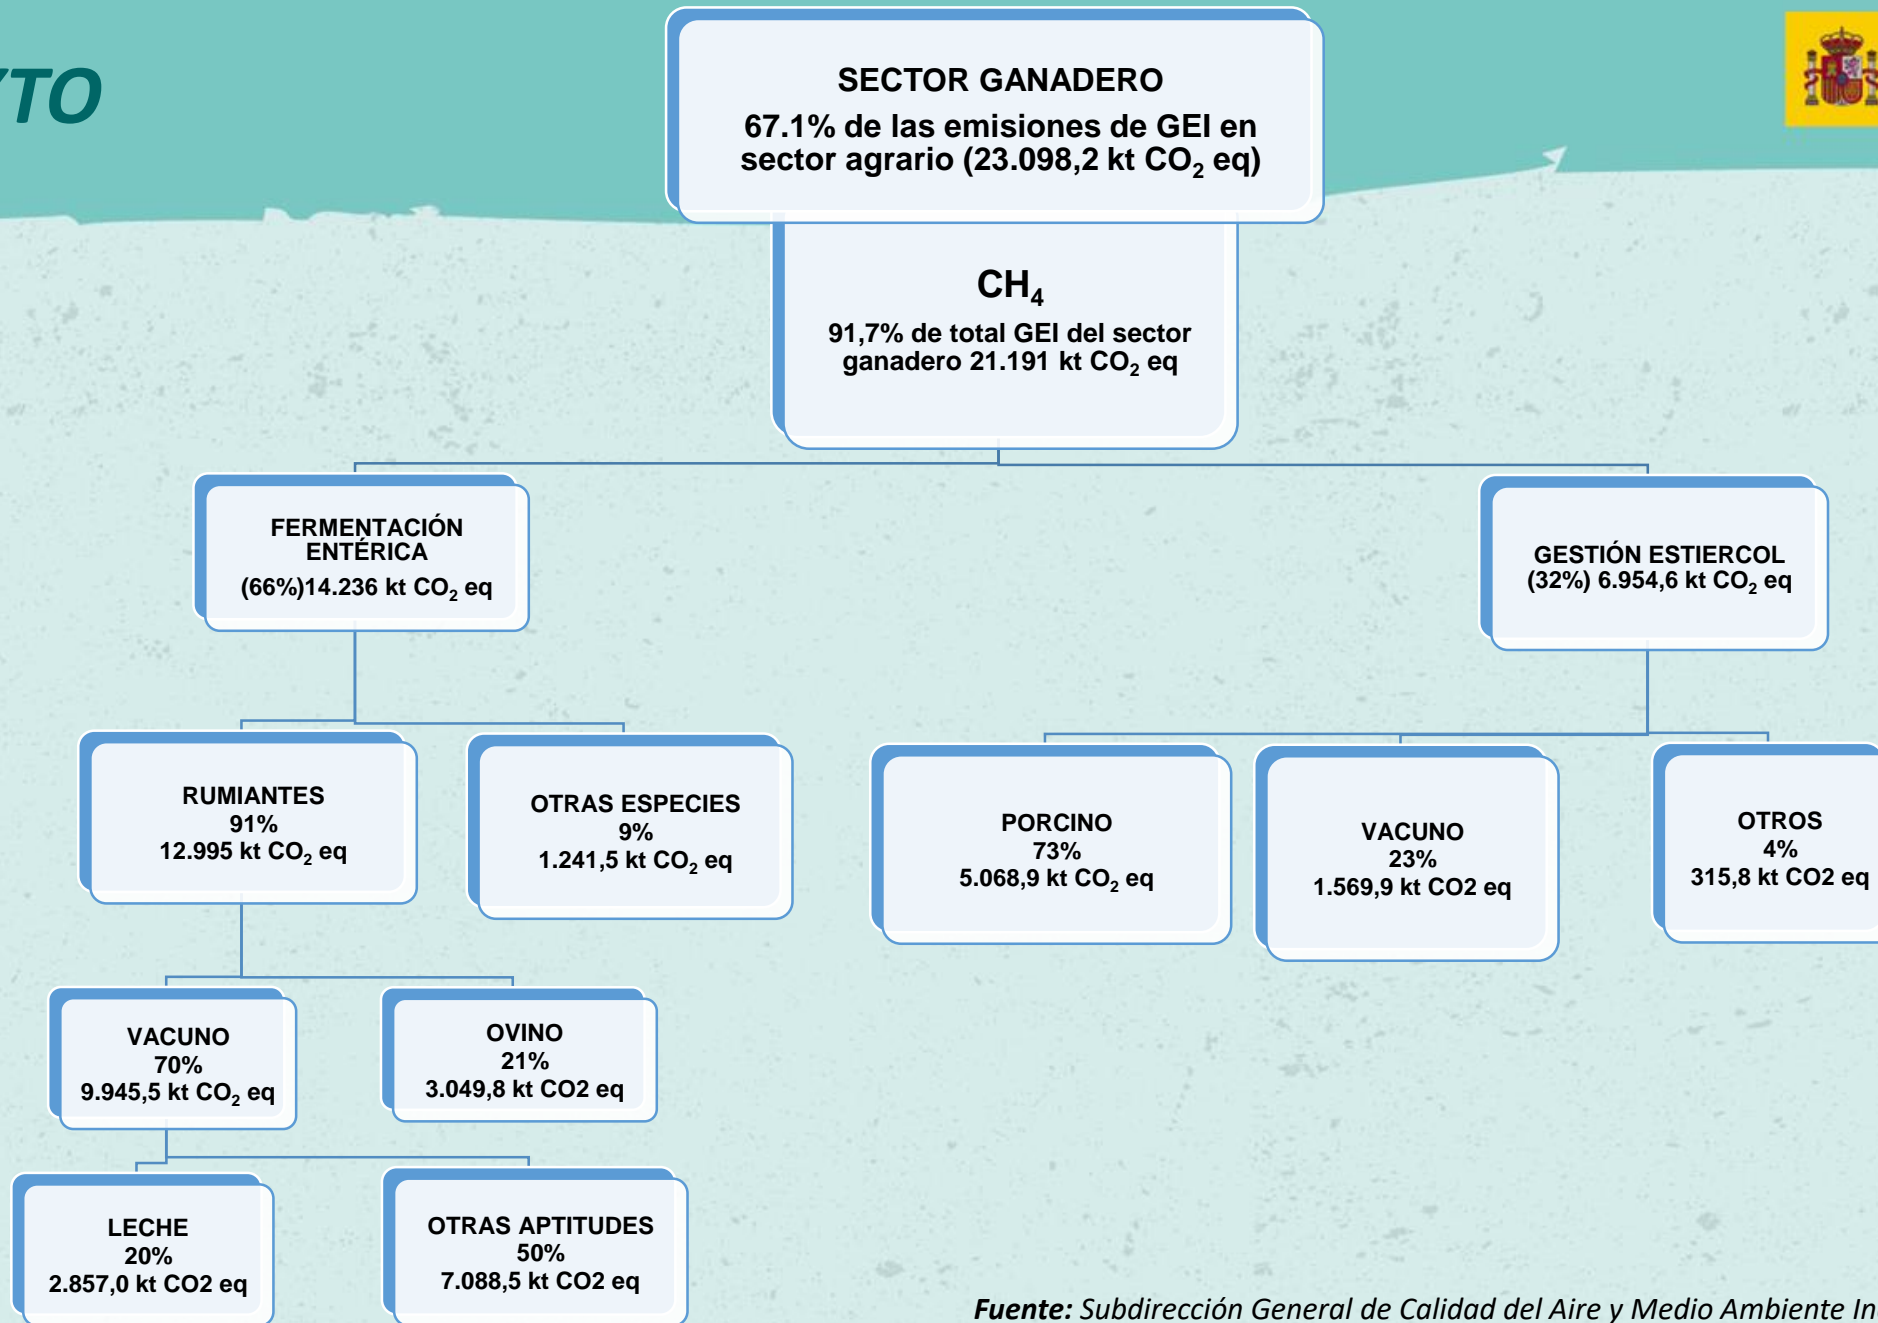 SECTOR GANADERO
67.1% de las emisiones de GEI en
sector agrario (23.098,2 kt CO₂ eq)
CH₄
91,7% de total GEI del sector
ganadero 21.191 kt CO₂ eq
FERMENTACIÓN
ENTÉRICA
(66%)14.236 kt CO₂ eq
GESTIÓN ESTIERCOL
(32%) 6.954,6 kt CO₂ eq
RUMIANTES
91%
12.995 kt CO₂ eq
OTRAS ESPECIES
9%
1.241,5 kt CO₂ eq
PORCINO
73%
5.068,9 kt CO₂ eq
VACUNO
23%
1.569,9 kt CO2 eq
OTROS
4%
315,8 kt CO2 eq
VACUNO
70%
9.945,5 kt CO₂ eq
OVINO
21%
3.049,8 kt CO2 eq
LECHE
20%
2.857,0 kt CO2 eq
OTRAS APTITUDES
50%
7.088,5 kt CO2 eq
Fuente: Subdirección General de Calidad del Aire y Medio Ambiente